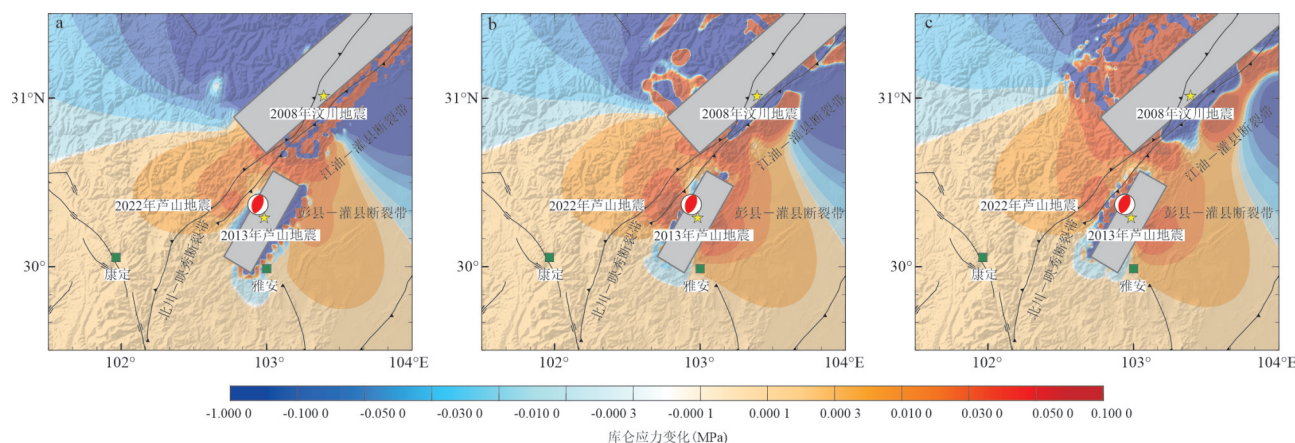 a
b
c
31°N
30°
2008年汶川地震
2008年汶川地震
2008年汶川地震
江油－灌县断裂带
江油－灌县断裂带
江油－灌县断裂带
2022年芦山地震
2022年芦山地震
2022年芦山地震
彭县－灌县断裂带
彭县－灌县断裂带
彭县－灌县断裂带
2013年芦山地震
2013年芦山地震
2013年芦山地震
北川－映秀断裂带
北川－映秀断裂带
北川－映秀断裂带
康定
雅安
康定
雅安
康定
雅安
102° 103° 104°E
102° 103° 104°E
102° 103° 104°E
-1.000 0 -0.100 0 -0.050 0 -0.030 0 -0.010 0 -0.000 3 -0.000 1 0.000 1 0.000 3 0.010 0 0.050 0 0.100 0
库仑应力变化(MPa)